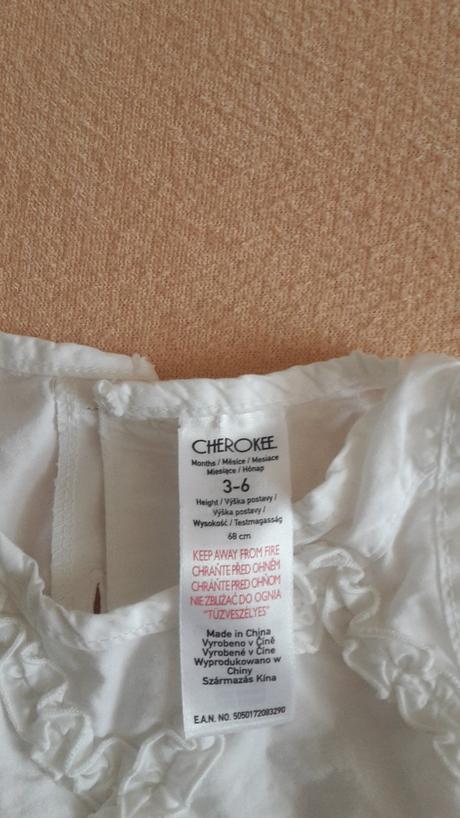 CHEROKEE
Months / Měsíce / Mesiace
Miesiące / Hónap
3-6
Height / Výška postavy /
Výška postavy /
Wysokość / Testmagasság
68 cm
KEEP AWAY FROM FIRE
CHRAŇTE PŘED OHNĚM
CHRÁŇTE PRED OHŇOM
NIE ZBLIŻAĆ DO OGNIA
"TŰZVESZÉLYES"
Made in China
Vyrobeno v Číně
Vyrobené v Číne
Wyprodukowano w
Chiny
Származás Kína
E.A.N. NO. 5050172083290